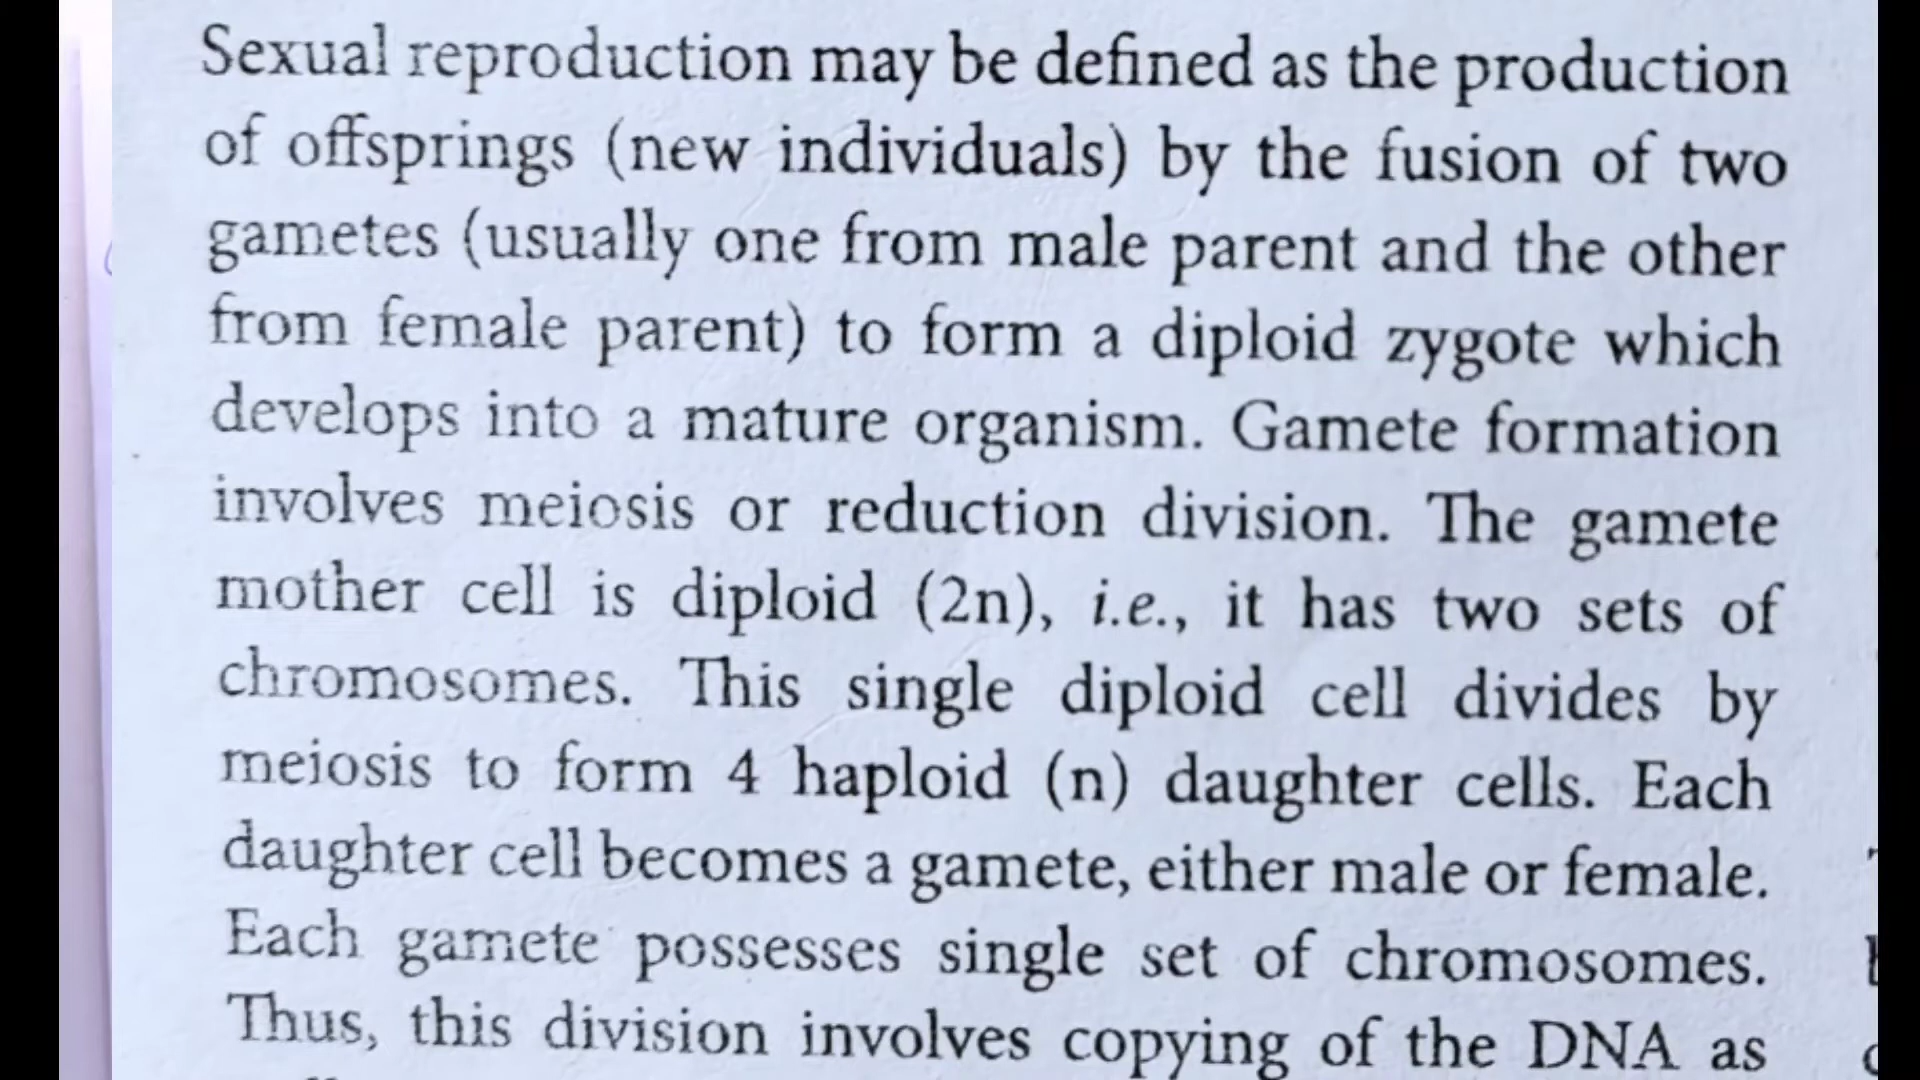 Sexual reproduction may be defined as the production
of offsprings (new individuals) by the fusion of two
gametes (usually one from male parent and the other
from female parent) to form a diploid zygote which
develops into a mature organism. Gamete formation
involves meiosis or reduction division. The gamete
mother cell is diploid (2n), i.e., it has two sets of
chromosomes. This single diploid cell divides by
meiosis to form 4 haploid (n) daughter cells. Each
daughter cell becomes a gamete, either male or female.
Each gamete possesses single set of chromosomes.
Thus, this division involves copying of the DNA as